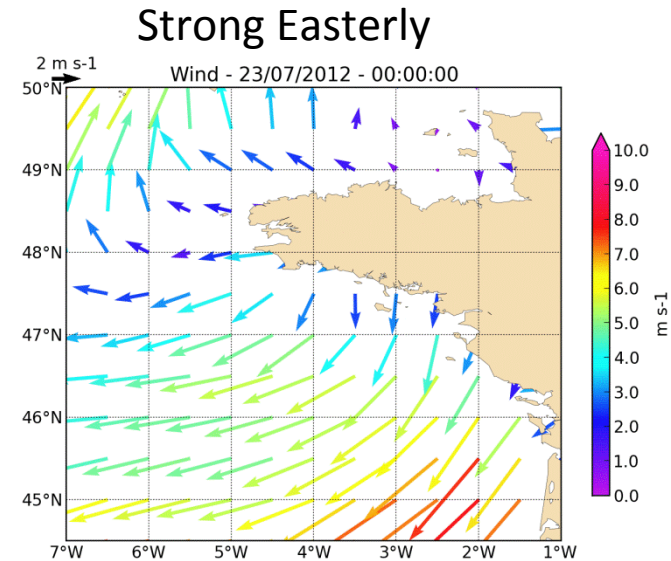 Strong Easterly
2 m s-1
Wind - 23/07/2012 - 00:00:00
50°N
49°N
48°N
47°N
46°N
45°N
7°W 6°W 5°W 4°W 3°W 2°W 1°W
10.0
9.0
8.0
7.0
6.0
5.0
4.0
3.0
2.0
1.0
0.0
m s-1